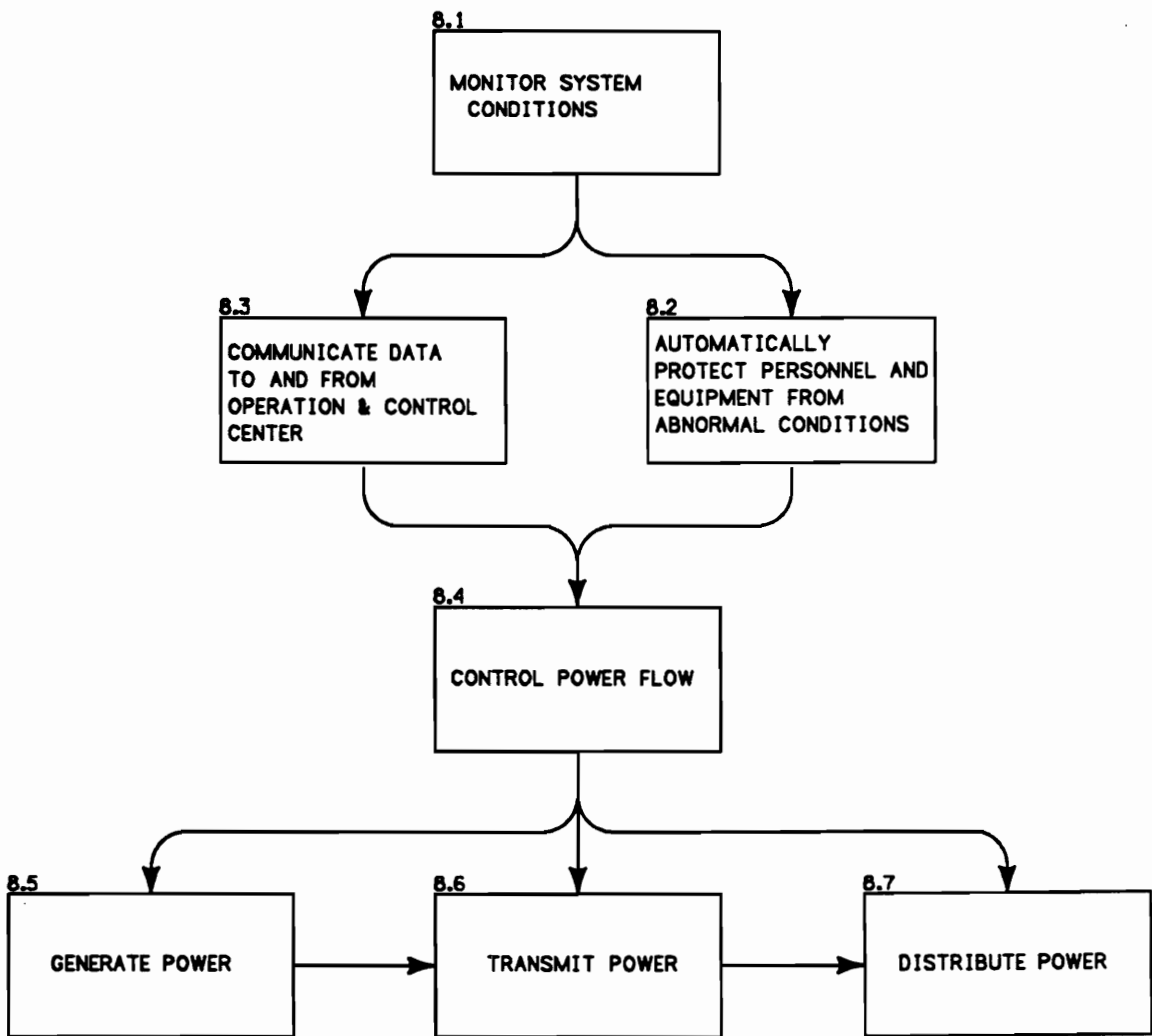 8.1
MONITOR SYSTEM
CONDITIONS
8.3
COMMUNICATE DATA
TO AND FROM
OPERATION & CONTROL
CENTER
8.2
AUTOMATICALLY
PROTECT PERSONNEL AND
EQUIPMENT FROM
ABNORMAL CONDITIONS
8.4
CONTROL POWER FLOW
8.5
GENERATE POWER
8.6
TRANSMIT POWER
8.7
DISTRIBUTE POWER